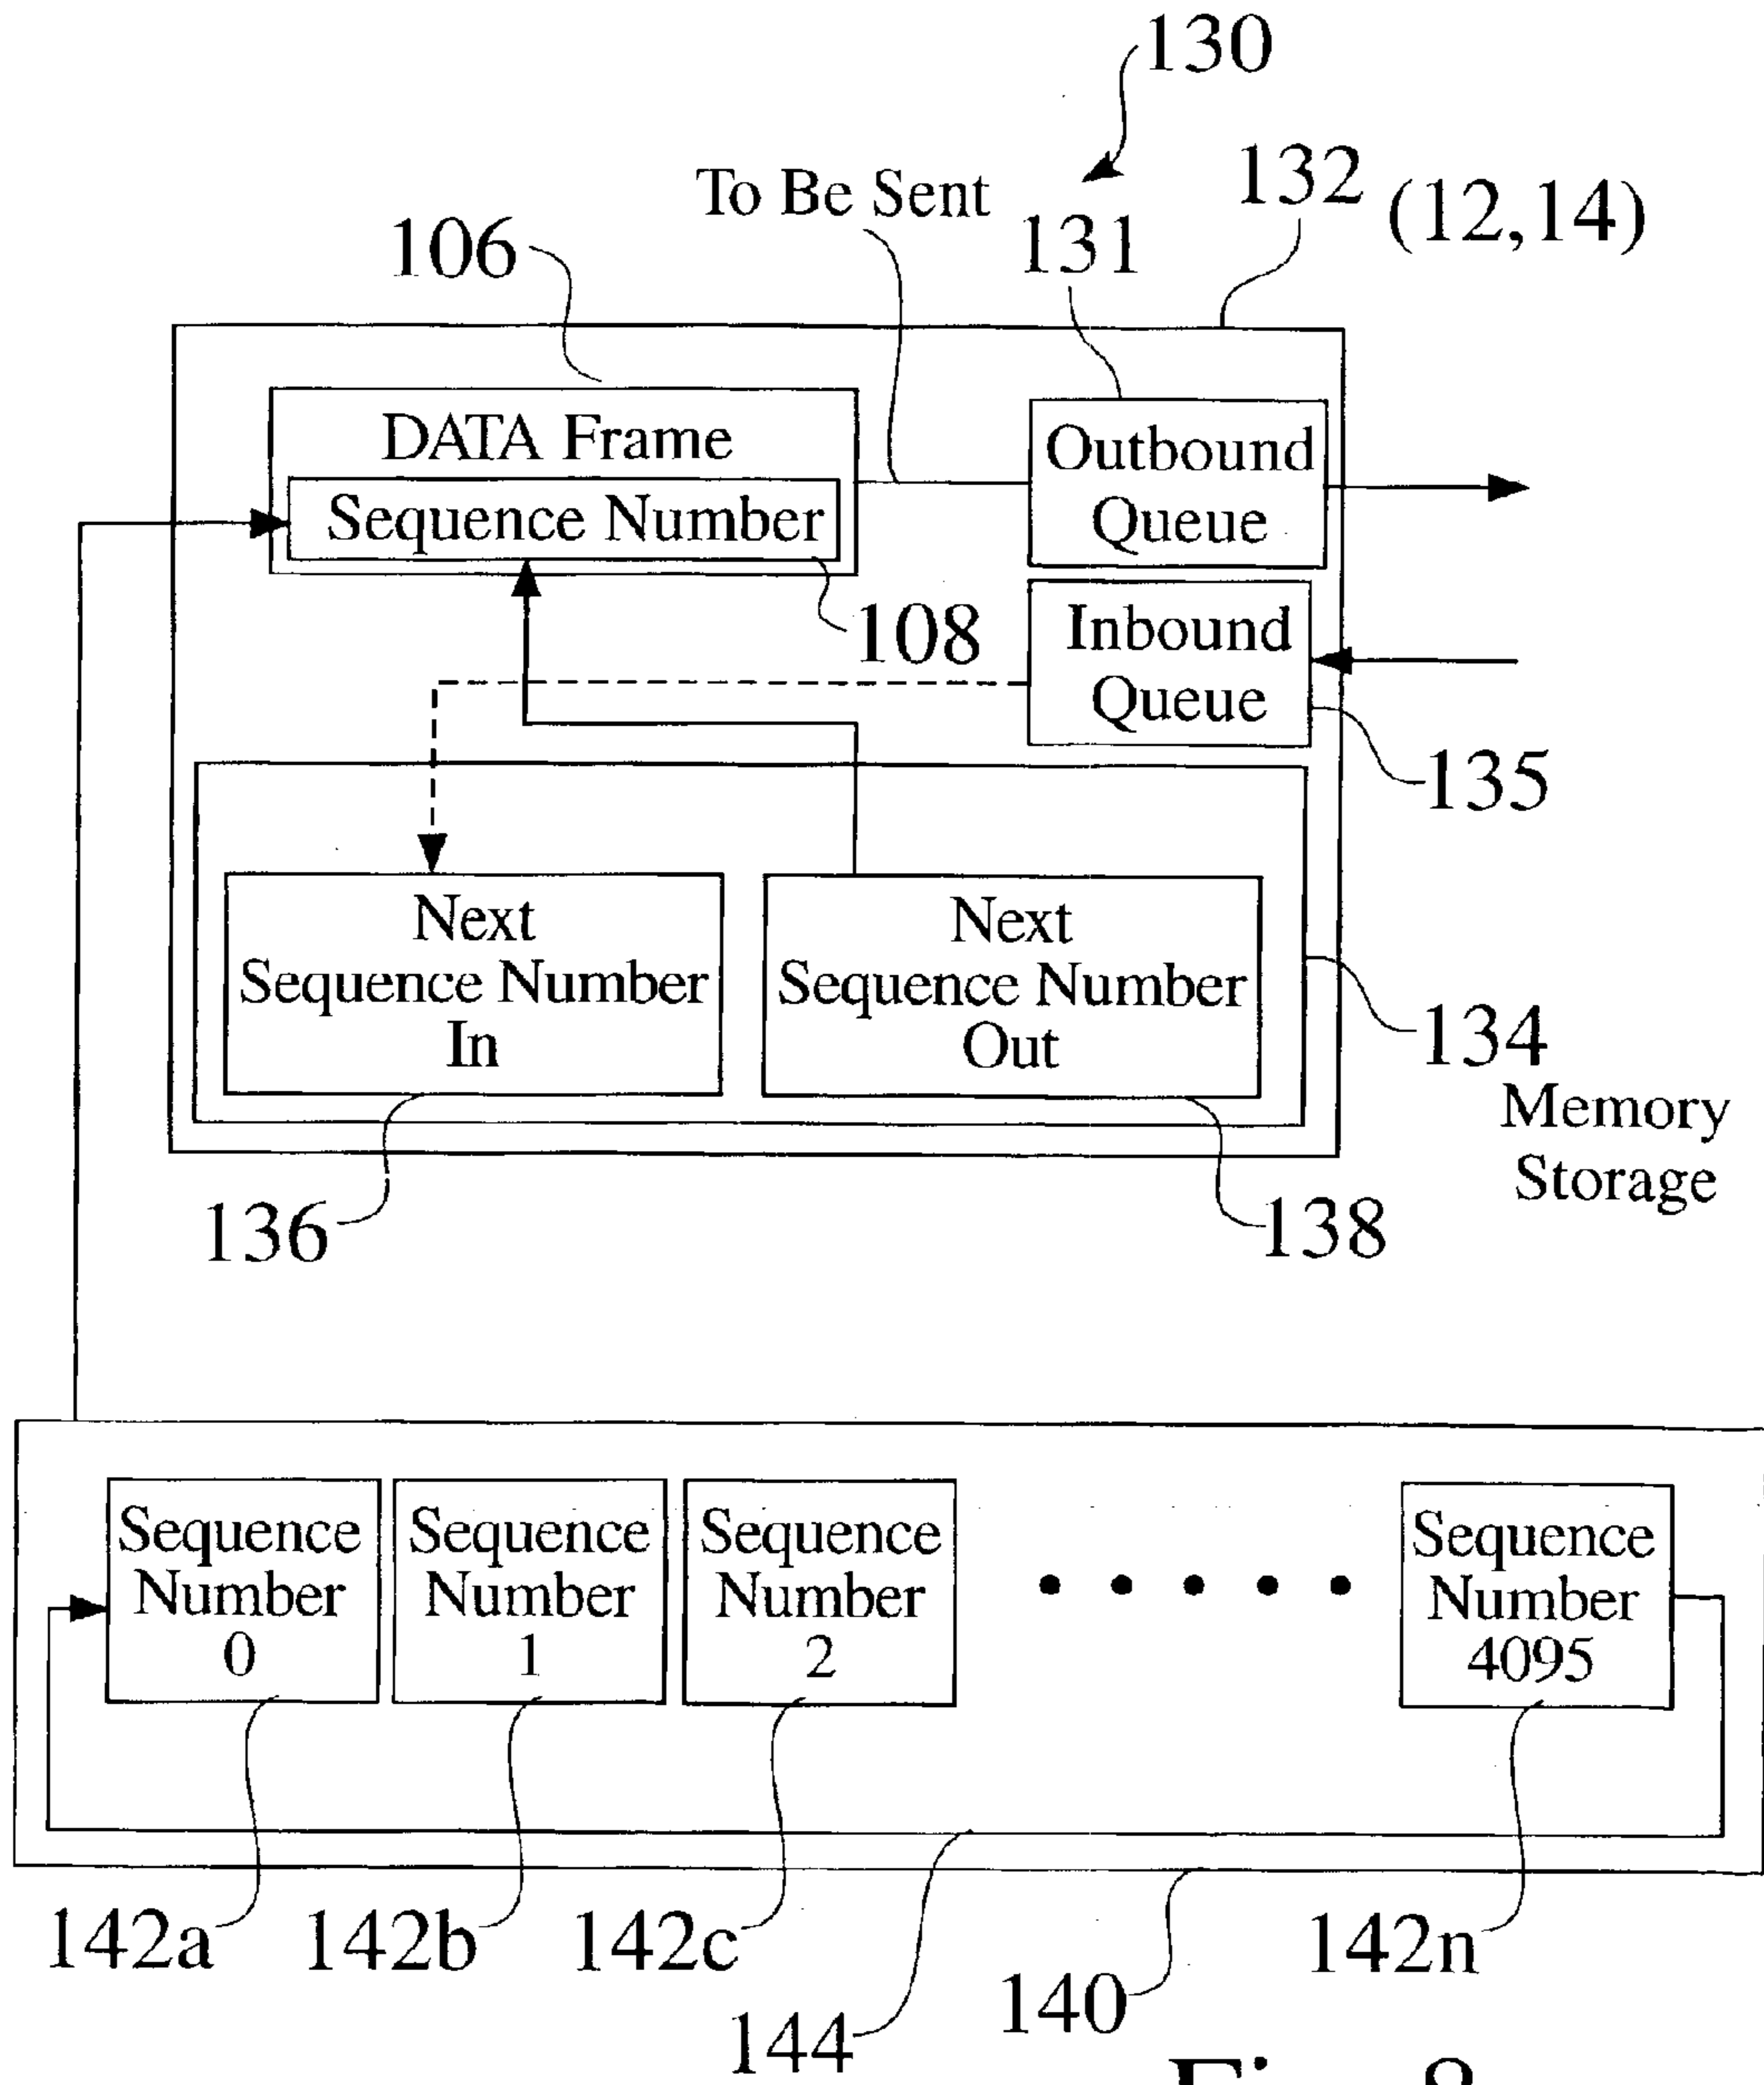 130
132 (12,14)
To Be Sent
131
106
DATA Frame
Sequence Number
Outbound
Queue
108
Inbound
Queue
135
Next
Sequence Number
In
Next
Sequence Number
Out
134
Memory
Storage
136
138
Sequence
Number
0
Sequence
Number
1
Sequence
Number
2
Sequence
Number
4095
142a
142b
142c
142n
140
144